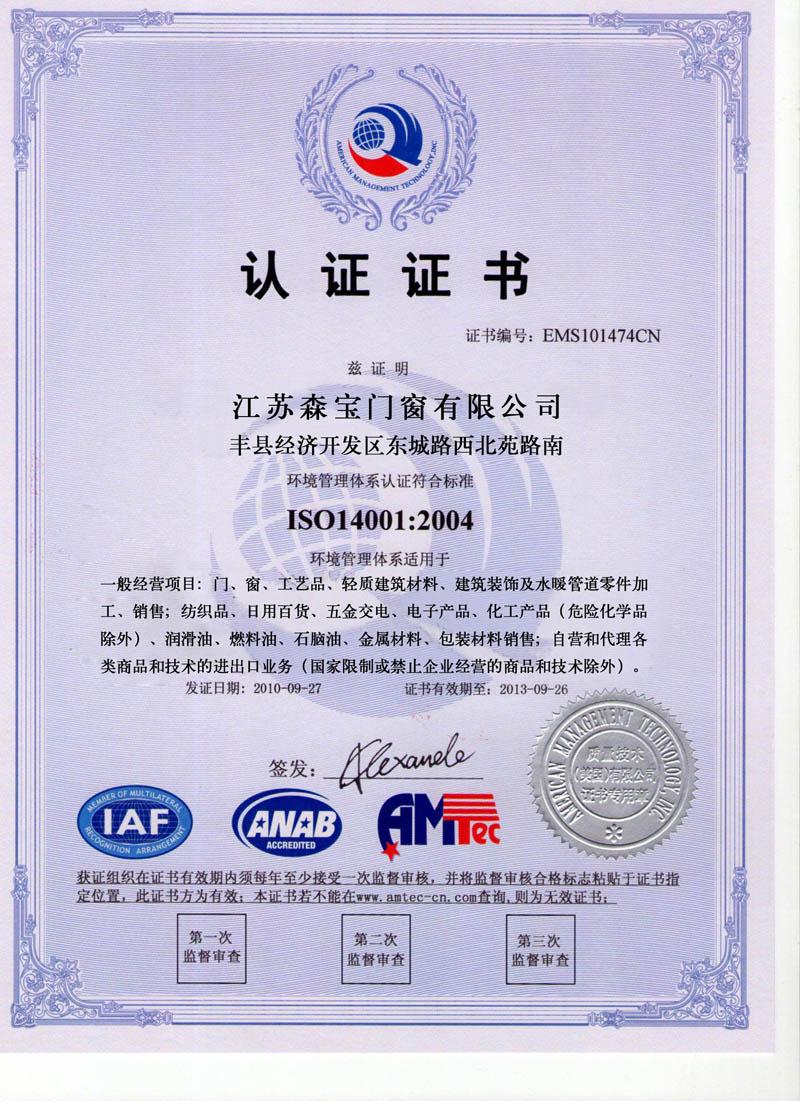 AMERICAN MANAGEMENT TECHNOLOGY,INC
认证证书
证书编号：EMS101474CN
兹证明
江苏森宝门窗有限公司
丰县经济开发区东城路西北苑路南
环境管理体系认证符合标准
ISO14001:2004
环境管理体系适用于
一般经营项目：门、窗、工艺品、轻质建筑材料、建筑装饰及水暖管道零件加
工、销售；纺织品、日用百货、五金交电、电子产品、化工产品（危险化学品
除外）、润滑油、燃料油、石脑油、金属材料、包装材料销售；自营和代理各
类商品和技术的进出口业务（国家限制或禁止企业经营的商品和技术除外）。
发证日期：2010-09-27 证书有效期至：2013-09-26
签发：
AMERICAN MANAGEMENT TECHNOLOGY, INC.
质量技术
（美国）有限公司
证书专用章
MEMBER OF MULTILATERAL
IAF
RECOGNITION ARRANGEMENT
ANAB
ACCREDITED
AMTec
获证组织在证书有效期内须每年至少接受一次监督审核，并将监督审核合格标志粘贴于证书指
定位置，此证书方为有效；本证书若不能在www.amtec-cn.com查询,则为无效证书；
第一次
监督审查
第二次
监督审查
第三次
监督审查